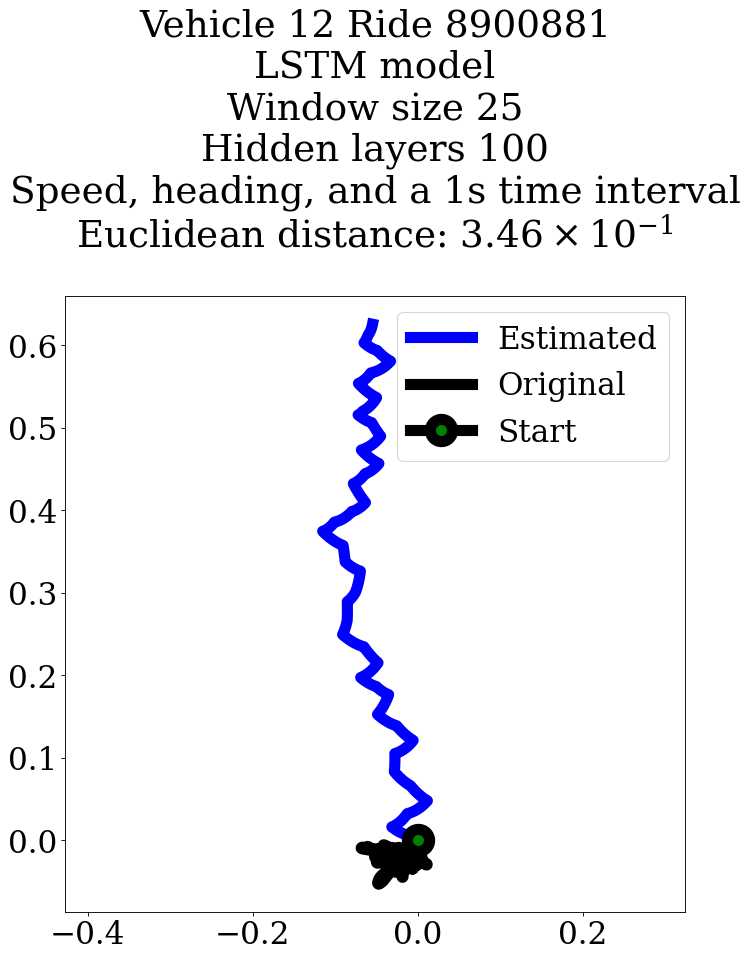 Vehicle 12 Ride 8900881
LSTM model
Window size 25
Hidden layers 100
Speed, heading, and a 1s time interval
Euclidean distance: 3.46 × 10⁻¹
Estimated
Original
Start
0.6
0.5
0.4
0.3
0.2
0.1
0.0
−0.4
−0.2
0.0
0.2